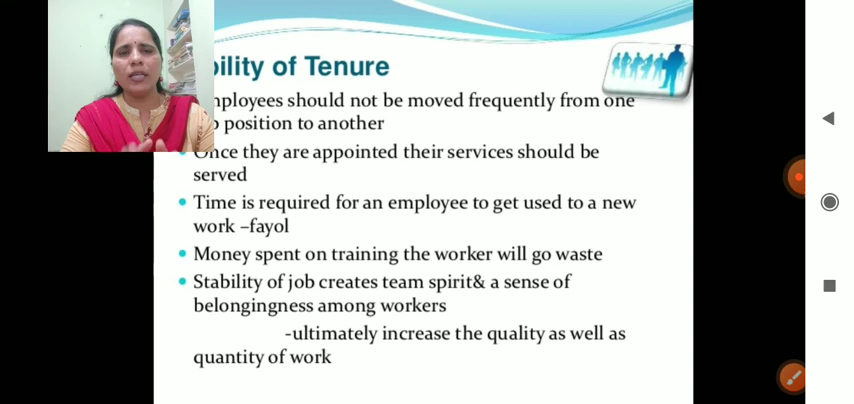 bility of Tenure
mployees should not be moved frequently from one
position to another
Once they are appointed their services should be
served
Time is required for an employee to get used to a new
work –fayol
Money spent on training the worker will go waste
Stability of job creates team spirit& a sense of
belongingness among workers
-ultimately increase the quality as well as
quantity of work